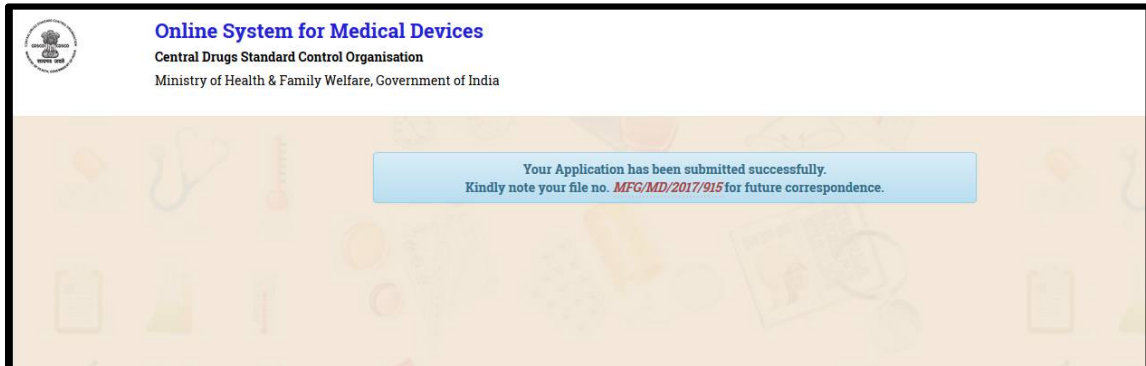 Online System for Medical Devices
Central Drugs Standard Control Organisation
Ministry of Health & Family Welfare, Government of India
Your Application has been submitted successfully.
Kindly note your file no. MFG/MD/2017/915 for future correspondence.